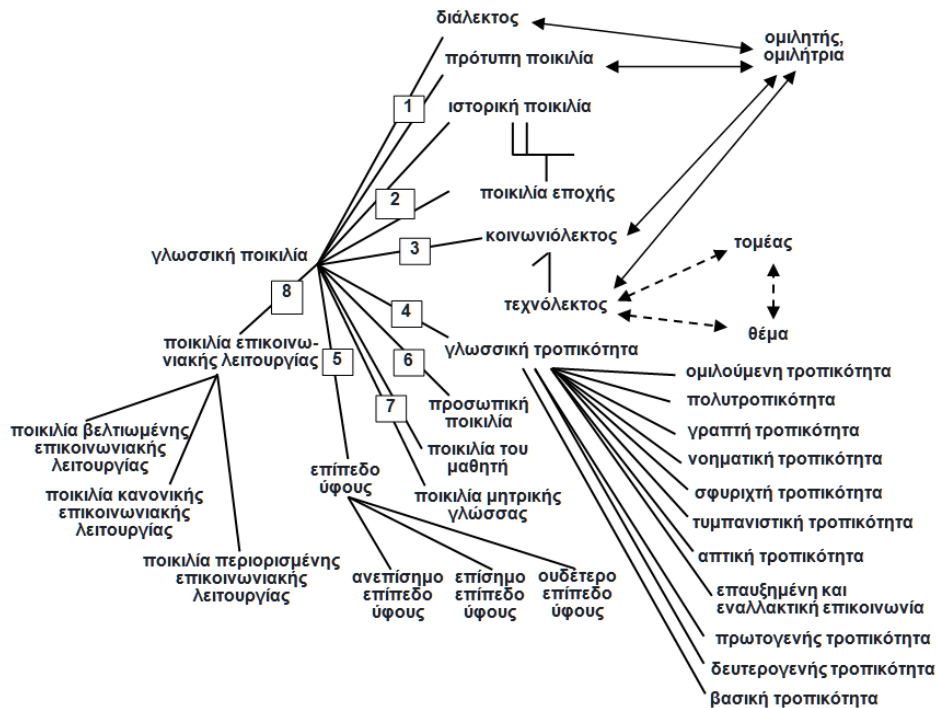 διάλεκτος
ομιλητής,
ομιλήτρια
πρότυπη ποικιλία
1
ιστορική ποικιλία
2
ποικιλία εποχής
3
κοινωνιόλεκτος
τομέας
γλωσσική ποικιλία
8
τεχνόλεκτος
4
θέμα
ποικιλία επικοινω-
νιακής λειτουργίας
5
6
γλωσσική τροπικότητα
7
προσωπική
ποικιλία
ποικιλία του
μαθητή
ποικιλία μητρικής
γλώσσας
ομιλούμενη τροπικότητα
πολυτροπικότητα
γραπτή τροπικότητα
νοηματική τροπικότητα
σφυριχτή τροπικότητα
τυμπανιστική τροπικότητα
απτική τροπικότητα
επαυξημένη και
εναλλακτική επικοινωνία
πρωτογενής τροπικότητα
δευτερογενής τροπικότητα
βασική τροπικότητα
ποικιλία βελτιωμένης
επικοινωνιακής
λειτουργίας
ποικιλία κανονικής
επικοινωνιακής
λειτουργίας
ποικιλία περιορισμένης
επικοινωνιακής
λειτουργίας
επίπεδο
ύφους
ανεπίσημο
επίπεδο
ύφους
επίσημο
επίπεδο
ύφους
ουδέτερο
επίπεδο
ύφους